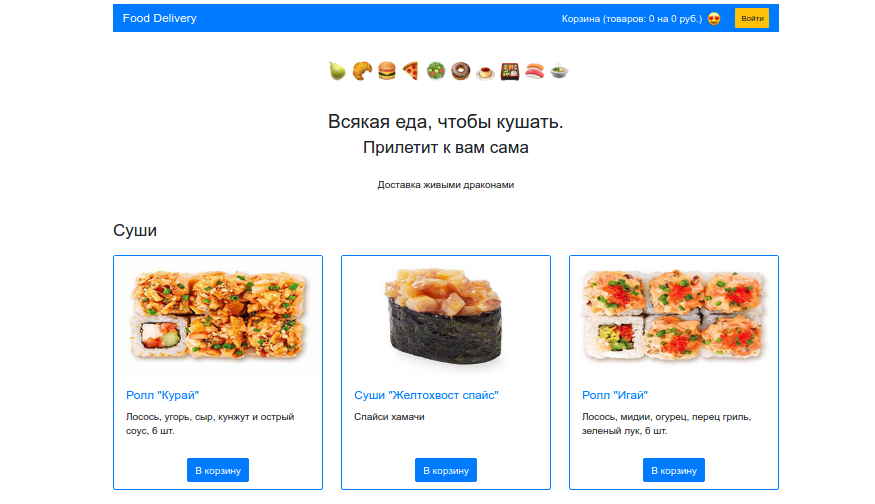 Food Delivery
Корзина (товаров: 0 на 0 руб.)
Войти
Всякая еда, чтобы кушать.
Прилетит к вам сама
Доставка живыми драконами
Суши
Ролл "Курай"
Лосось, угорь, сыр, кунжут и острый
соус, 6 шт.
В корзину
Суши "Желтохвост спайс"
Спайси хамачи
В корзину
Ролл "Игай"
Лосось, мидии, огурец, перец гриль,
зеленый лук, 6 шт.
В корзину